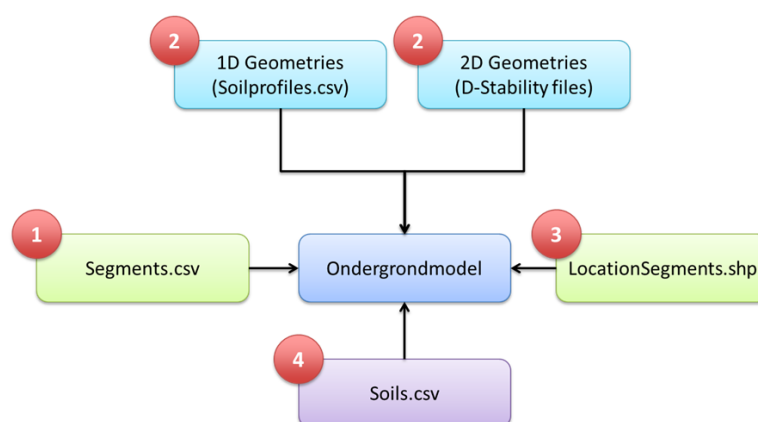 2
1D Geometries
(Soilprofiles.csv)
2
2D Geometries
(D-Stability files)
1
Segments.csv
Ondergrondmodel
3
LocationSegments.shp
4
Soils.csv